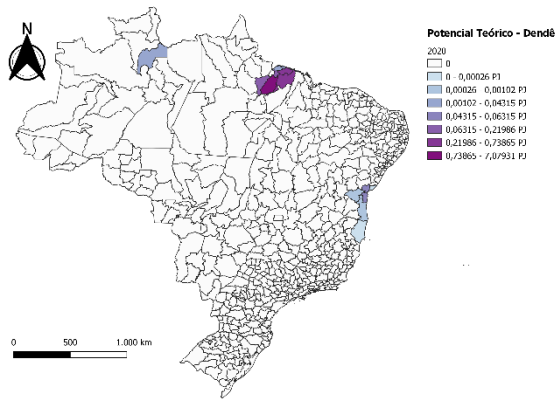 N
Potencial Teórico - Dendê
2020
0
0 - 0,00026 PJ
0,00026 - 0,00102 PJ
0,00102 - 0,04315 PJ
0,04315 - 0,06315 PJ
0,06315 - 0,21986 PJ
0,21986 - 0,73865 PJ
0,73865 - 7,07931 PJ
0 500 1.000 km